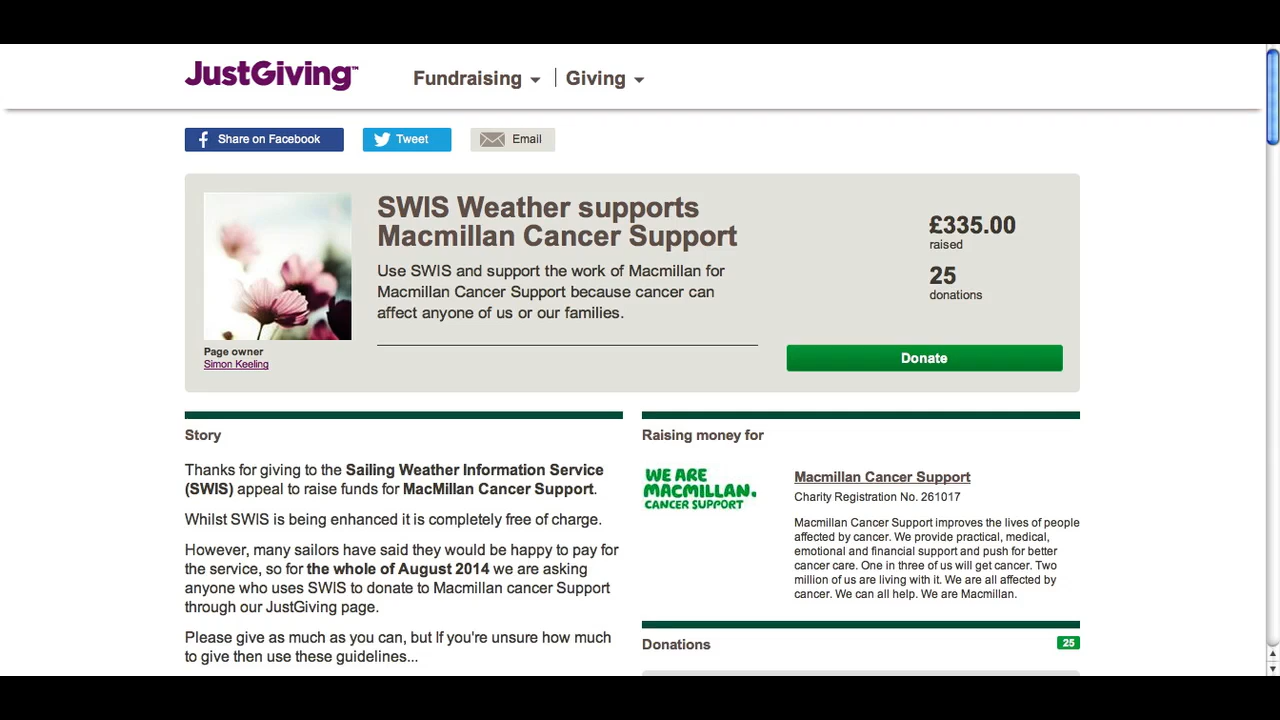 JustGiving™
Fundraising
Giving
Share on Facebook
Tweet
Email
SWIS Weather supports
Macmillan Cancer Support
Use SWIS and support the work of Macmillan for
Macmillan Cancer Support because cancer can
affect anyone of us or our families.
£335.00
raised
25
donations
Page owner
Simon Keeling
Donate
Story
Thanks for giving to the Sailing Weather Information Service
(SWIS) appeal to raise funds for MacMillan Cancer Support.
Whilst SWIS is being enhanced it is completely free of charge.
However, many sailors have said they would be happy to pay for
the service, so for the whole of August 2014 we are asking
anyone who uses SWIS to donate to Macmillan cancer Support
through our JustGiving page.
Please give as much as you can, but If you're unsure how much
to give then use these guidelines...
Raising money for
WE ARE
MACMILLAN.
CANCER SUPPORT
Macmillan Cancer Support
Charity Registration No. 261017
Macmillan Cancer Support improves the lives of people
affected by cancer. We provide practical, medical,
emotional and financial support and push for better
cancer care. One in three of us will get cancer. Two
million of us are living with it. We are all affected by
cancer. We can all help. We are Macmillan.
Donations
25